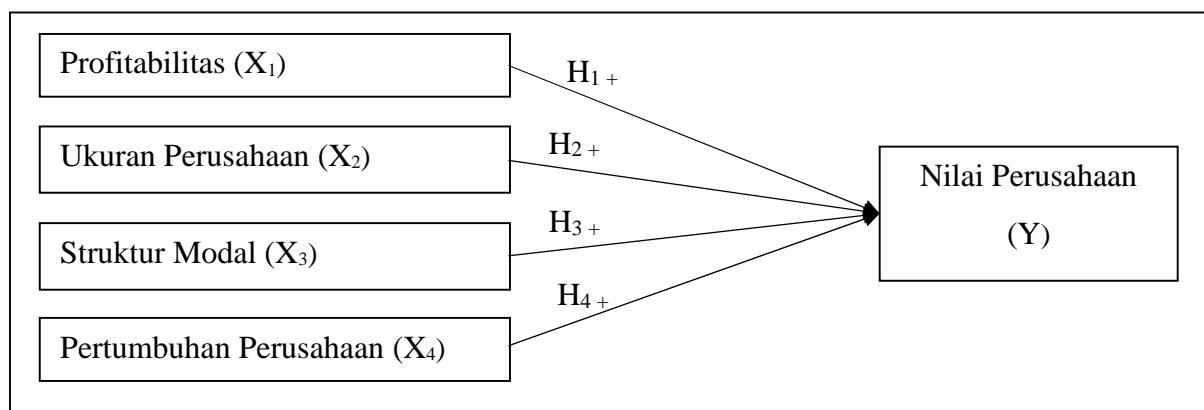 Profitabilitas (X₁)
H₁ +
Ukuran Perusahaan (X₂)
H₂ +
Nilai Perusahaan
(Y)
Struktur Modal (X₃)
H₃ +
H₄ +
Pertumbuhan Perusahaan (X₄)